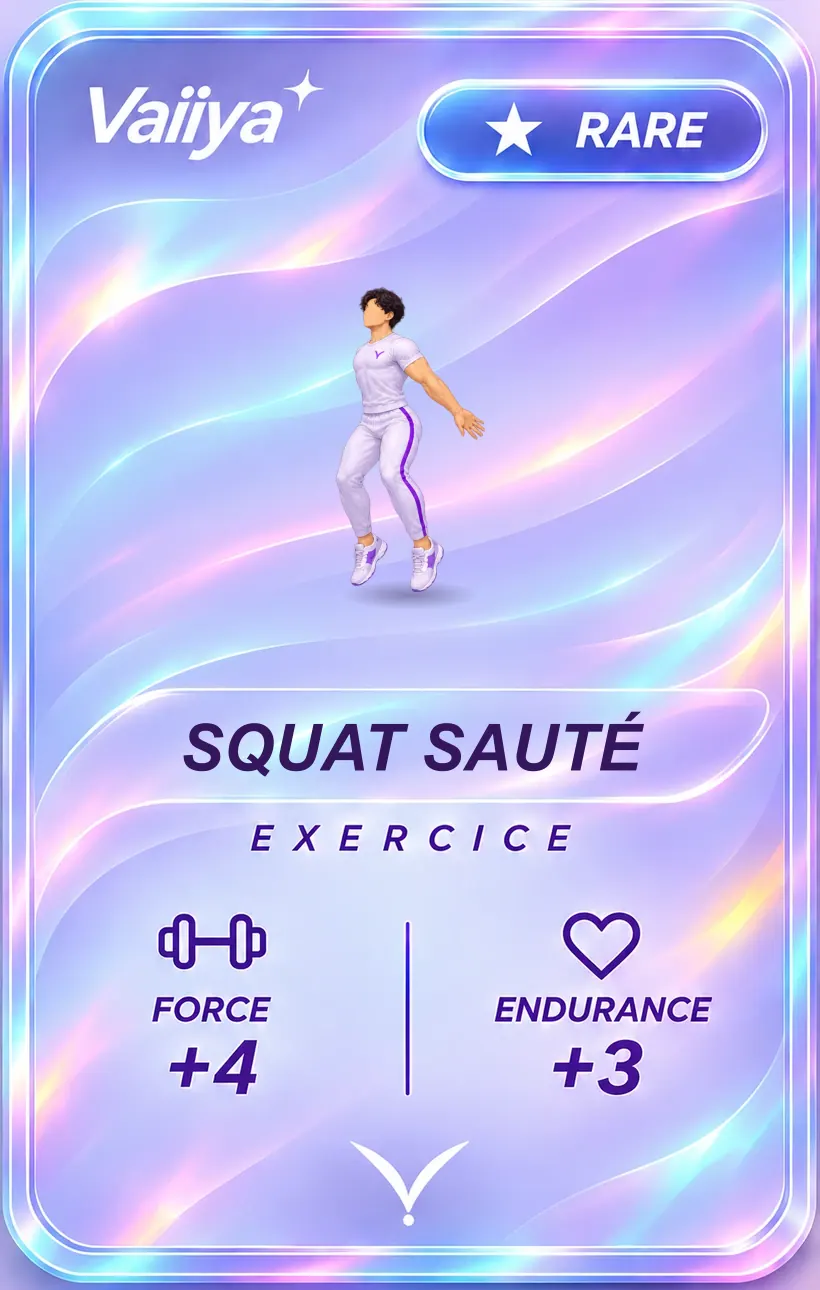 Vaiiya
RARE
SQUAT SAUTÉ
EXERCICE
FORCE
+4
ENDURANCE
+3